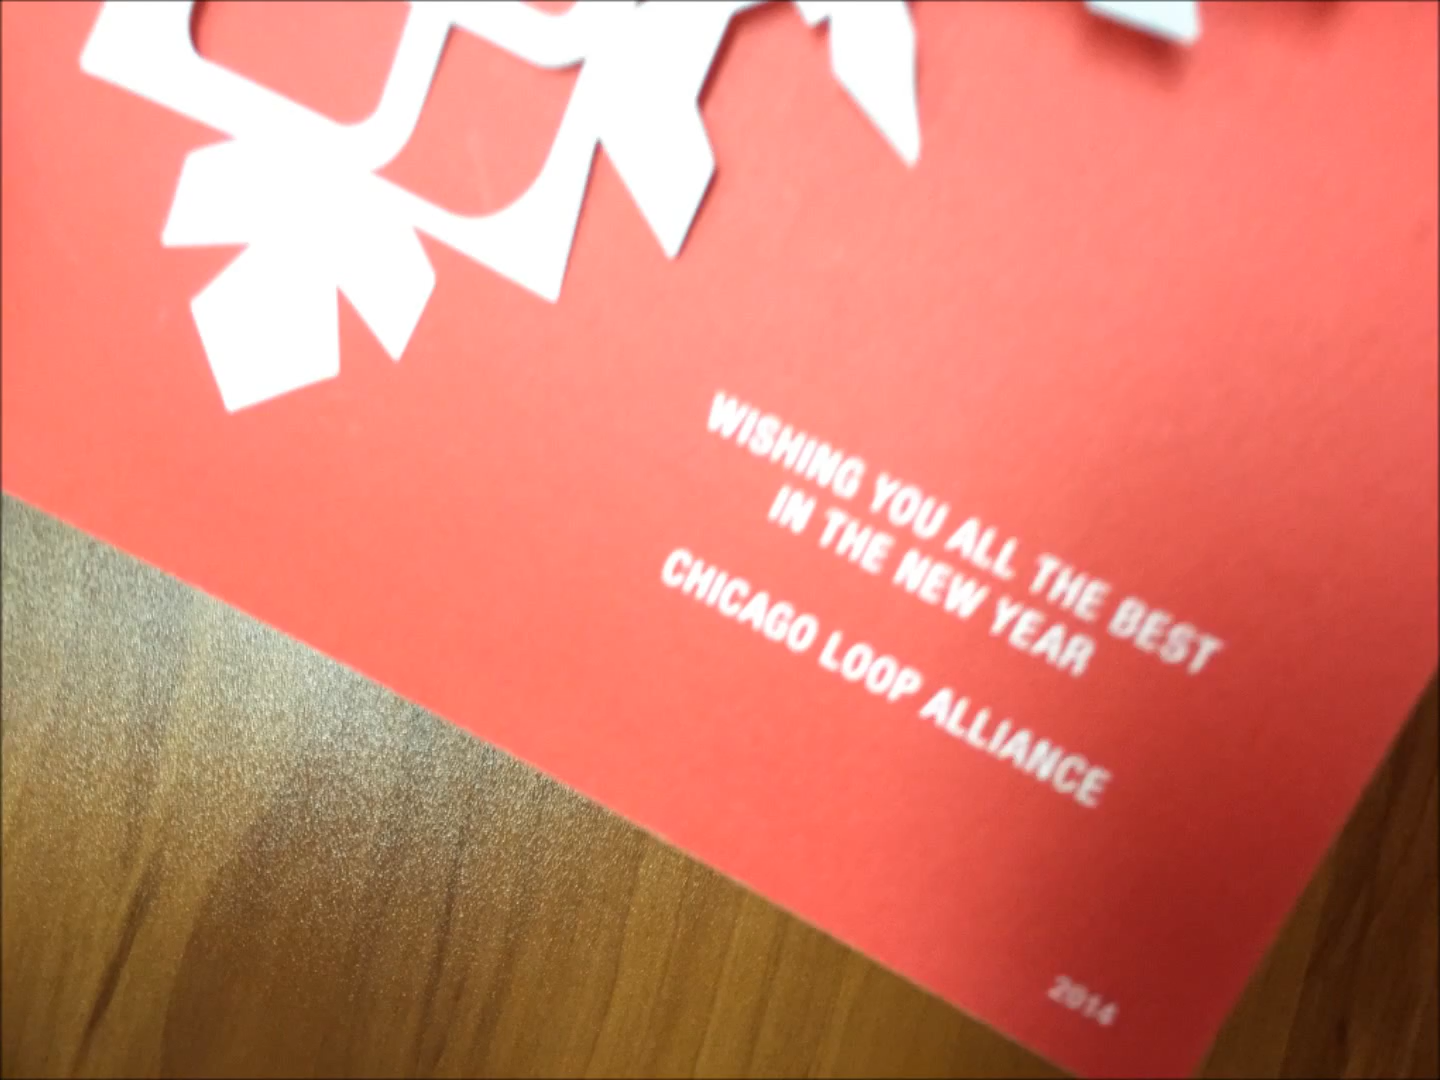 WISHING YOU ALL THE BEST
IN THE NEW YEAR
CHICAGO LOOP ALLIANCE
2014